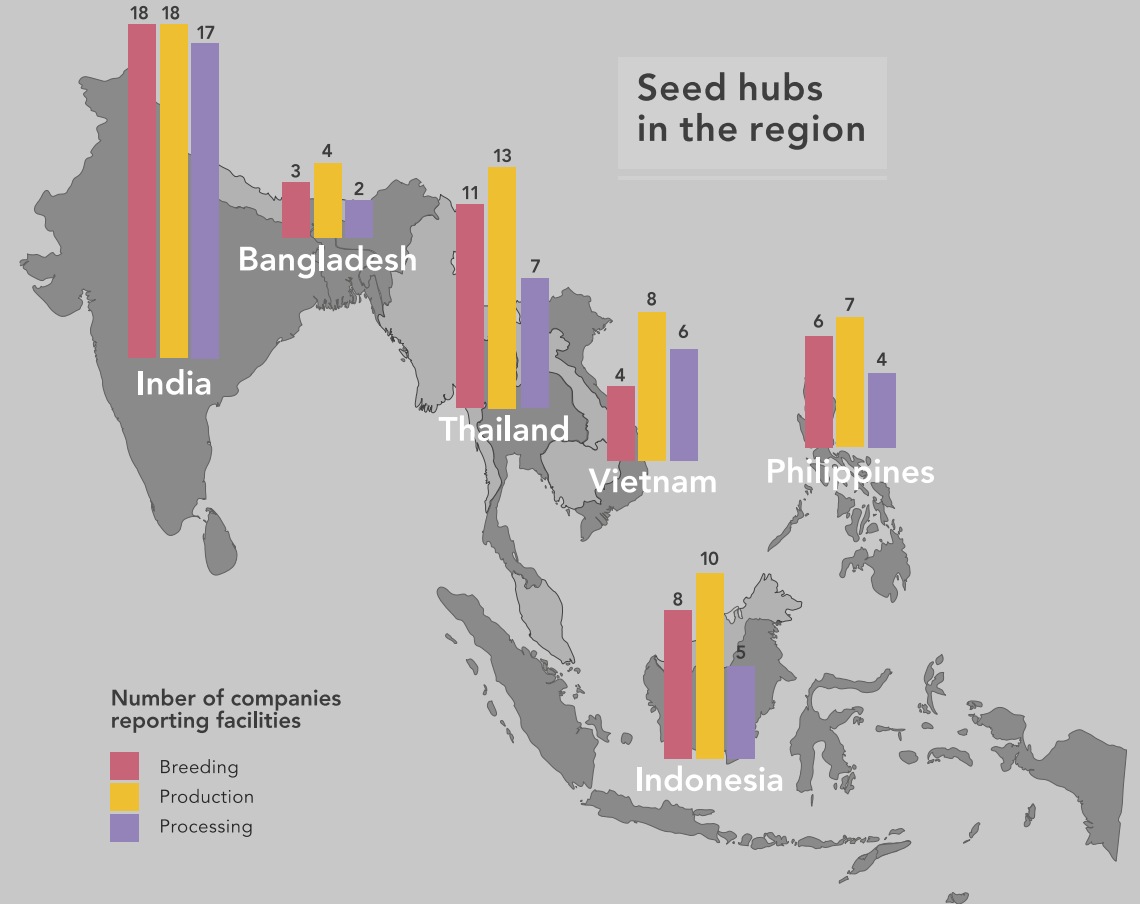 Seed hubs
in the region
18 18 17
India
3 4 2
Bangladesh
11 13 7
Thailand
4 8 6
Vietnam
6 7 4
Philippines
8 10 5
Indonesia
Number of companies
reporting facilities
Breeding
Production
Processing